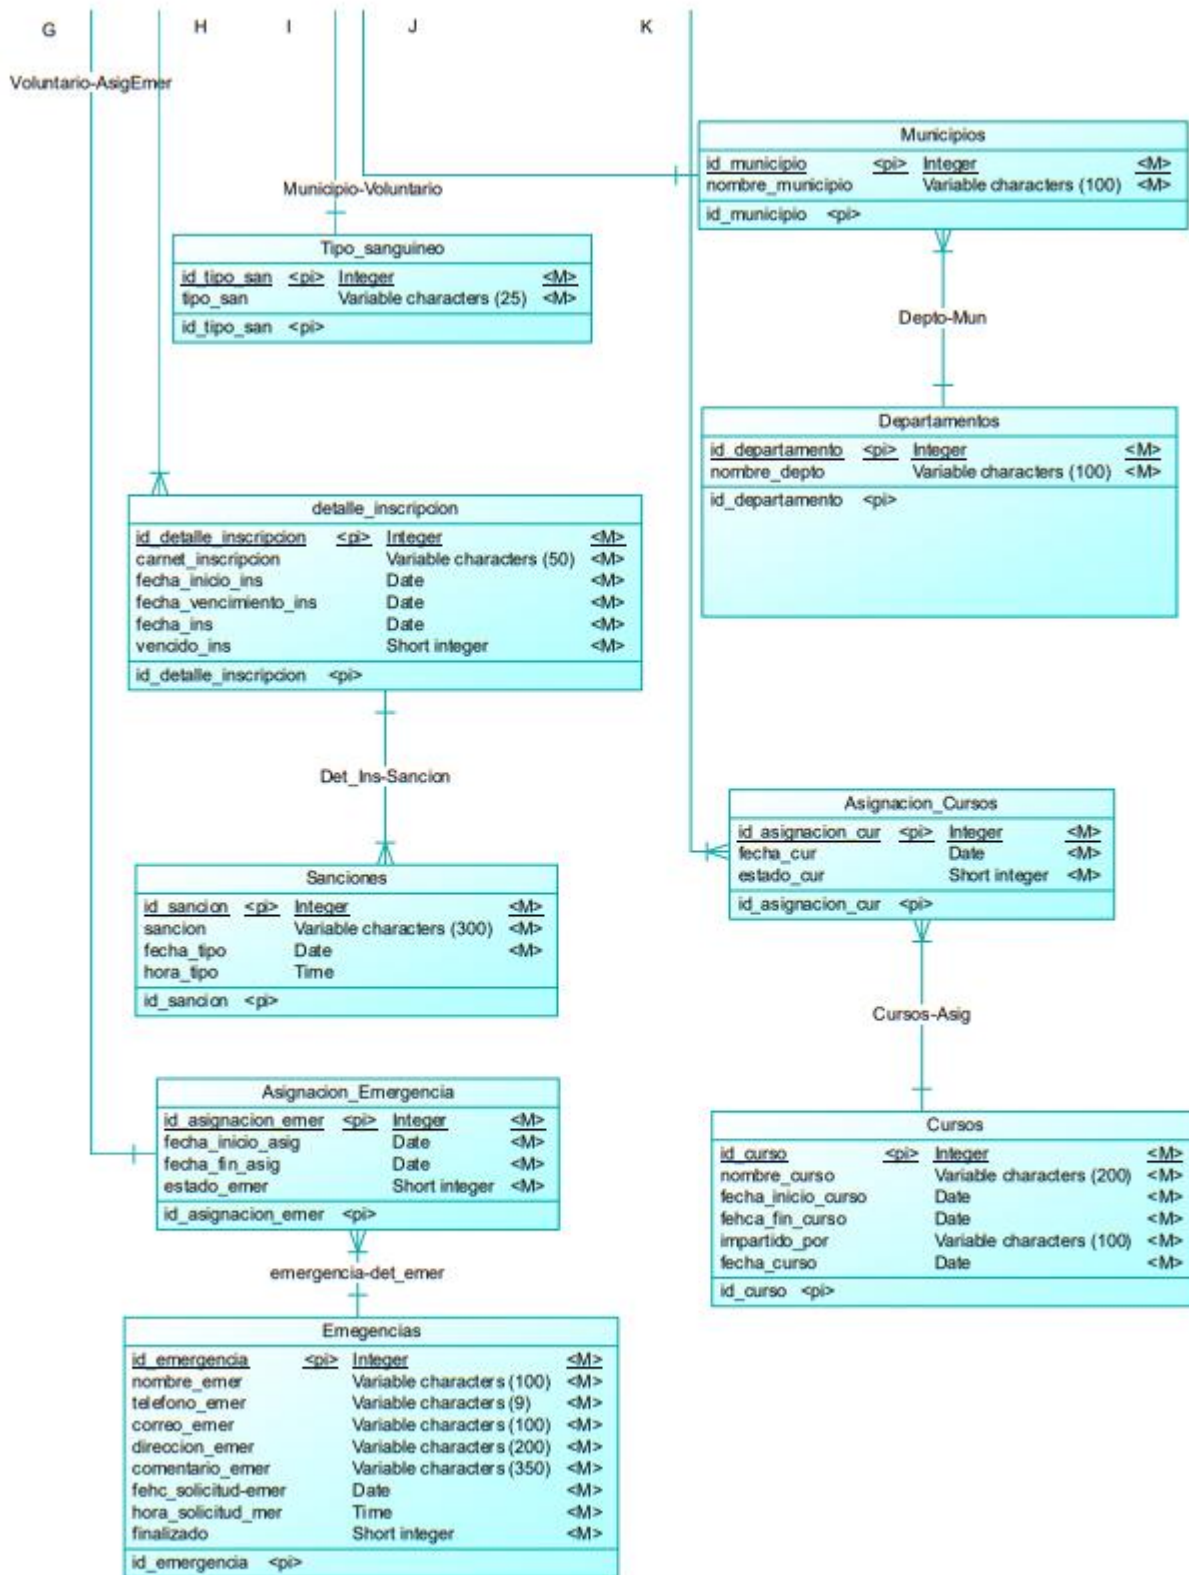 G
H
I
J
K
Voluntario-AsigEmer
Municipios
id_municipio <pi> Integer <M>
nombre_municipio Variable characters (100) <M>
id_municipio <pi>
Municipio-Voluntario
Tipo_sanguineo
id_tipo_san <pi> Integer <M>
tipo_san Variable characters (25) <M>
id_tipo_san <pi>
Depto-Mun
Departamentos
id_departamento <pi> Integer <M>
nombre_depto Variable characters (100) <M>
id_departamento <pi>
detalle_inscripcion
id_detalle_inscripcion <pi> Integer <M>
carnet_inscripcion Variable characters (50) <M>
fecha_inicio_ins Date <M>
fecha_vencimiento_ins Date <M>
fecha_ins Date <M>
vencido_ins Short integer <M>
id_detalle_inscripcion <pi>
Det_Ins-Sancion
Asignacion_Cursos
id_asignacion_cur <pi> Integer <M>
fecha_cur Date <M>
estado_cur Short integer <M>
id_asignacion_cur <pi>
Sanciones
id_sancion <pi> Integer <M>
sancion Variable characters (300) <M>
fecha_tipo Date <M>
hora_tipo Time
id_sancion <pi>
Cursos-Asig
Asignacion_Emergencia
id_asignacion_emer <pi> Integer <M>
fecha_inicio_asig Date <M>
fecha_fin_asig Date <M>
estado_emer Short integer <M>
id_asignacion_emer <pi>
Cursos
id_curso <pi> Integer <M>
nombre_curso Variable characters (200) <M>
fecha_inicio_curso Date <M>
fehca_fin_curso Date <M>
impartido_por Variable characters (100) <M>
fecha_curso Date <M>
id_curso <pi>
emergencia-det_emer
Emegencias
id_emergencia <pi> Integer <M>
nombre_emer Variable characters (100) <M>
telefono_emer Variable characters (9) <M>
correo_emer Variable characters (100) <M>
direccion_emer Variable characters (200) <M>
comentario_emer Variable characters (350) <M>
fehc_solicitud-emer Date <M>
hora_solicitud_mer Time <M>
finalizado Short integer <M>
id_emergencia <pi>